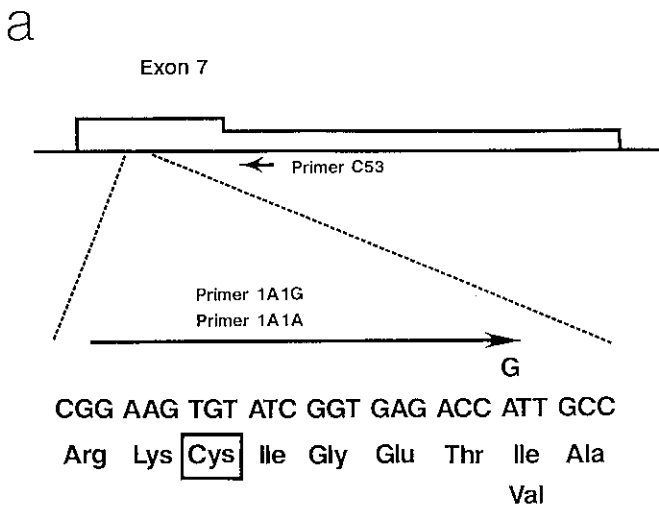 a
Exon 7
Primer C53
Primer 1A1G
Primer 1A1A
G
CGG AAG TGT ATC GGT GAG ACC ATT GCC
Arg Lys Cys Ile Gly Glu Thr Ile Ala
Val